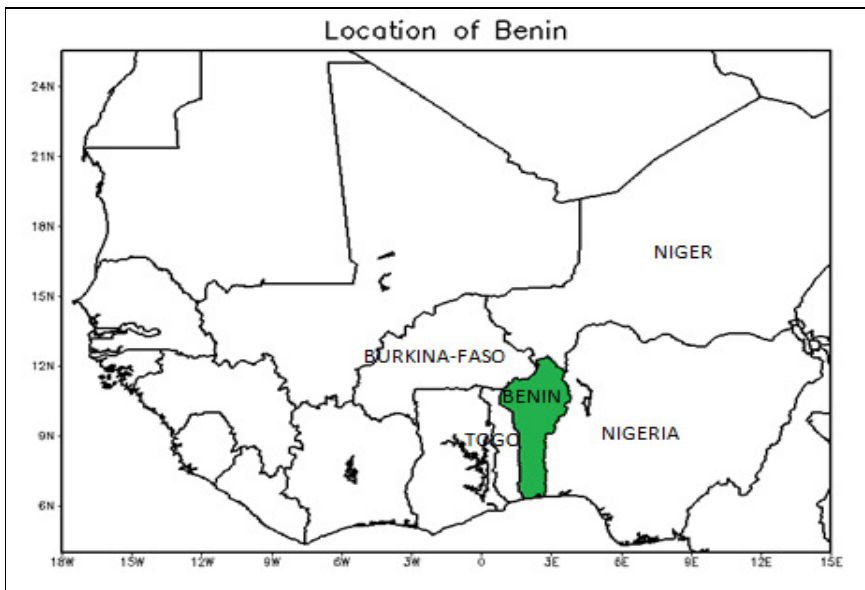 Location of Benin
24N
21N
18N
NIGER
15N
12N
BURKINA-FASO
BENIN
9N
TOGO
NIGERIA
6N
18W 15W 12W 9W 6W 3W 0 3E 6E 9E 12E 15E